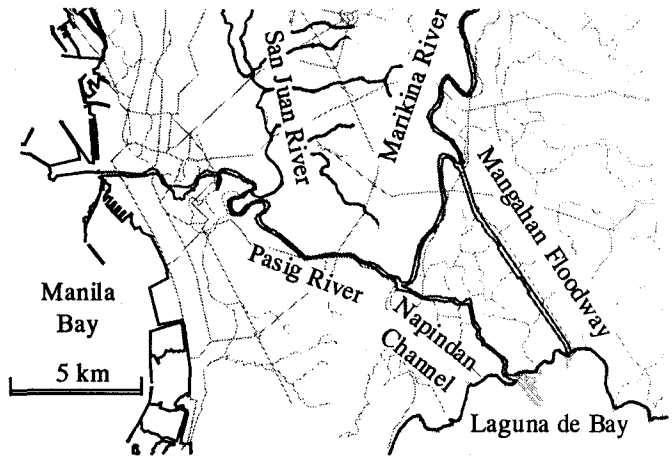 San Juan River
Marikina River
Mangahan Floodway
Pasig River
Manila
Bay
Napindan
Channel
5 km
Laguna de Bay